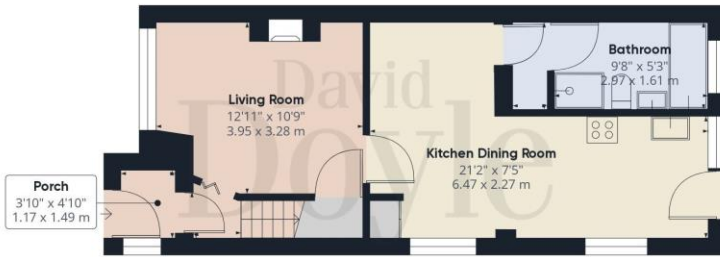 David
Doyle
Living Room
12'11" x 10'9"
3.95 x 3.28 m
Bathroom
9'8" x 5'3"
2.97 x 1.61 m
Kitchen Dining Room
21'2" x 7'5"
6.47 x 2.27 m
Porch
3'10" x 4'10"
1.17 x 1.49 m